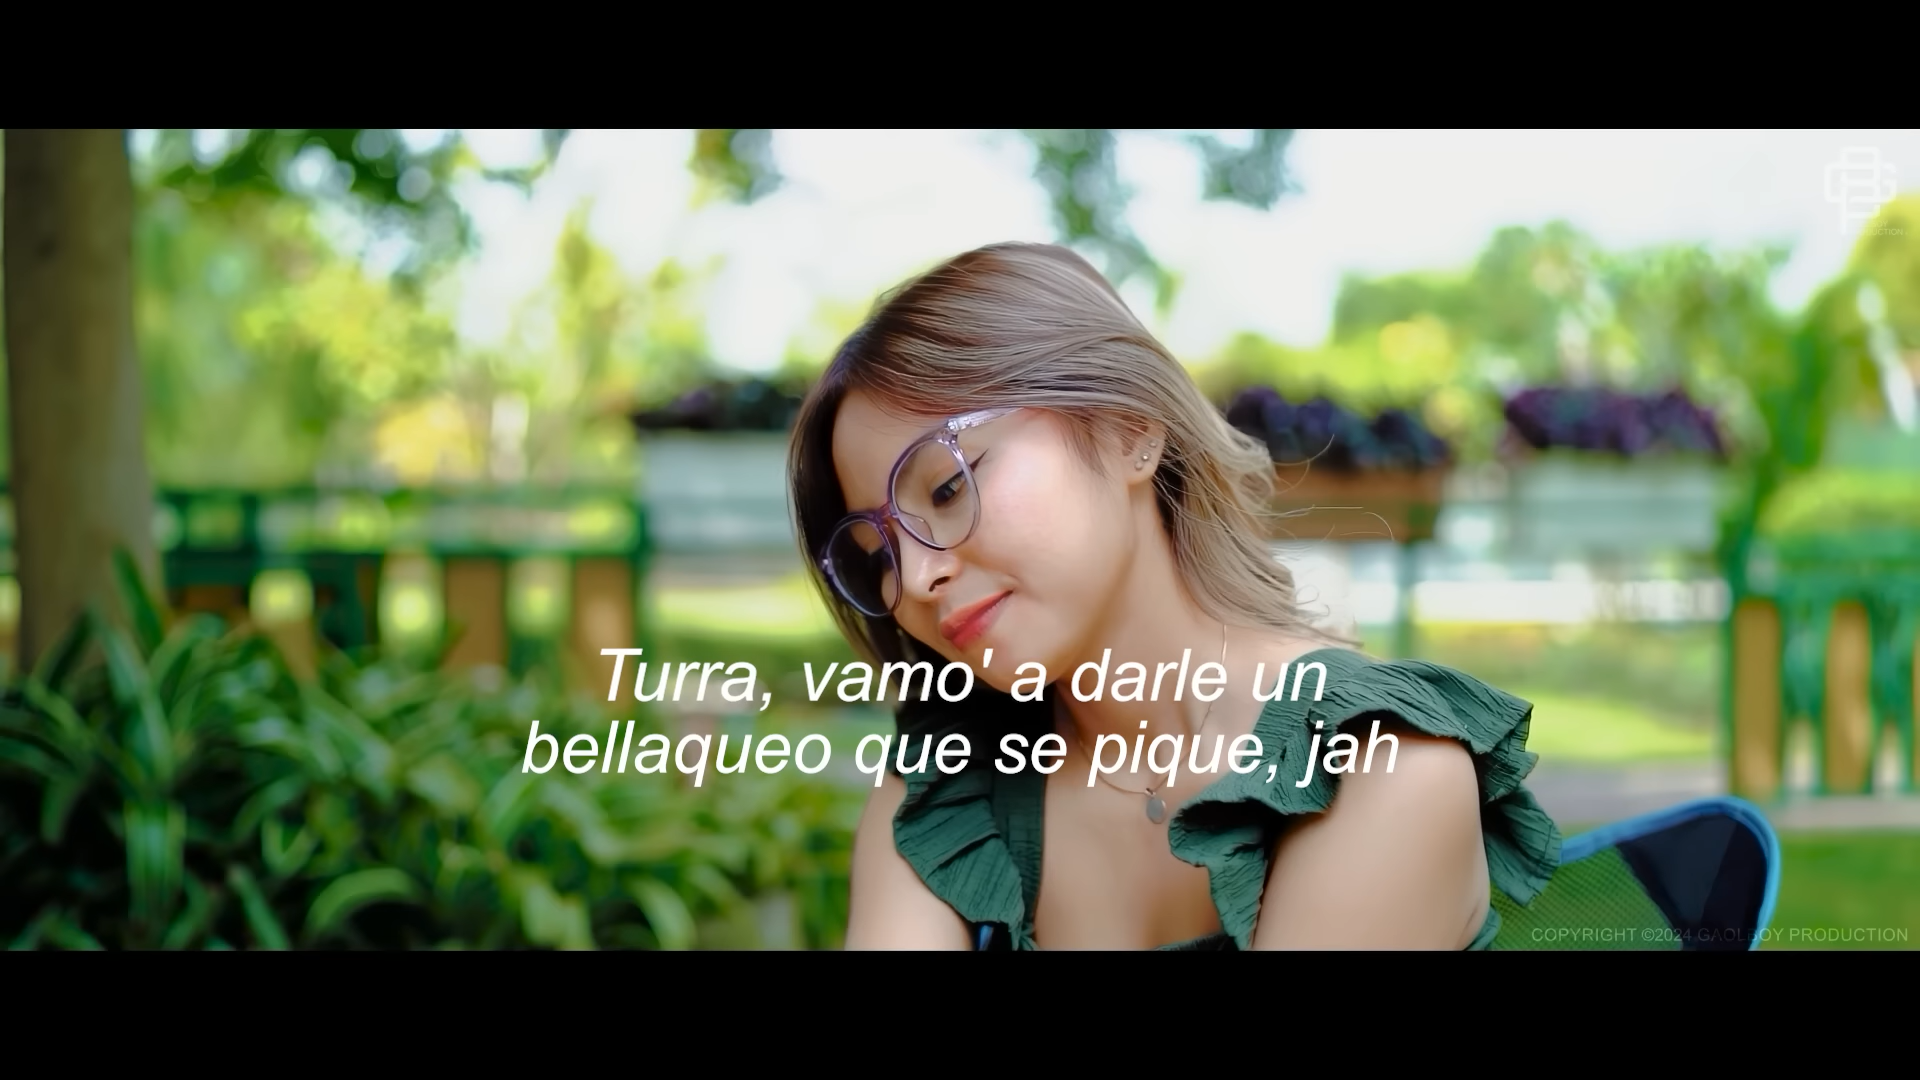 Turra, vamo' a darle un
bellaqueo que se pique, jah
COPYRIGHT ©2024 GAOLBOY PRODUCTION